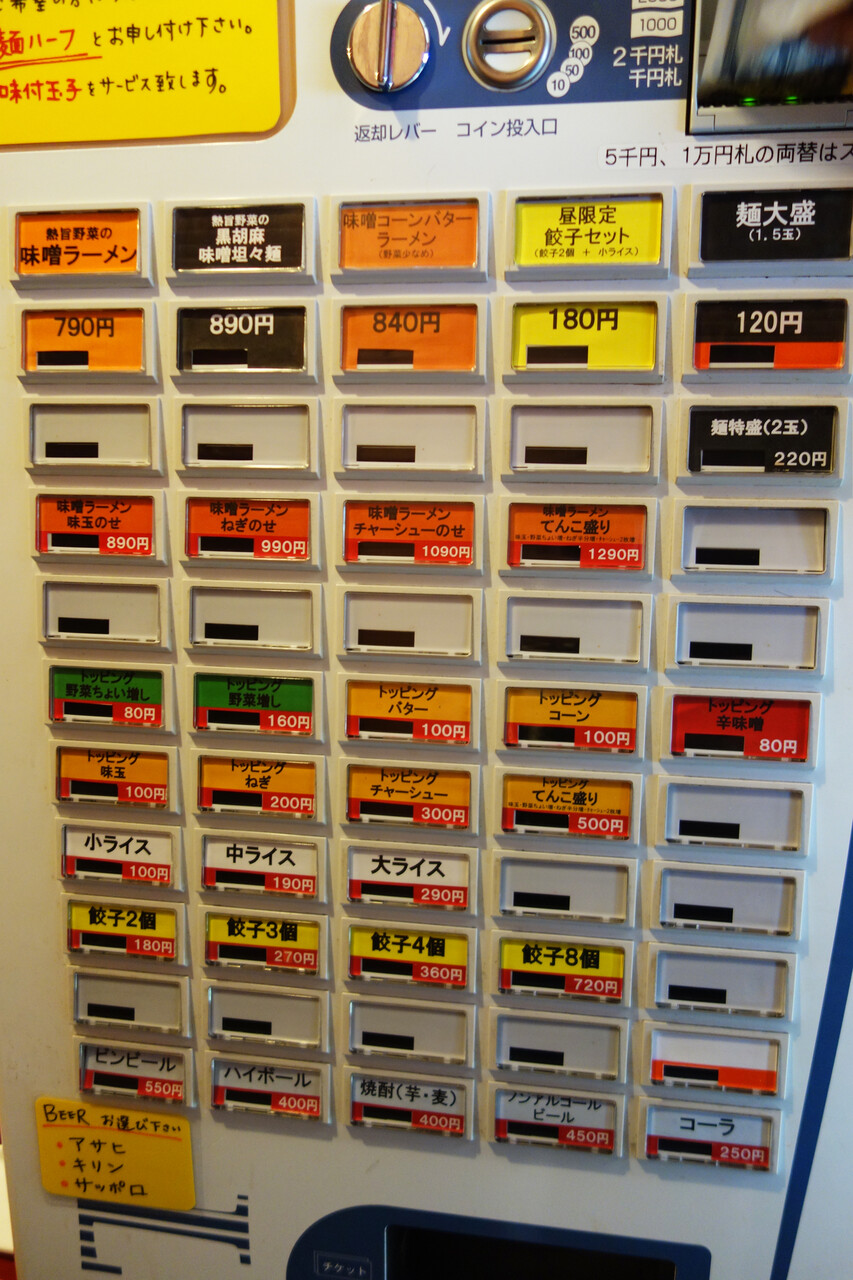 麺ハーフ とお申し付け下さい。
味付玉子をサービス致します。
500
100
50
10
1000
2千円札
千円札
返却レバー コイン投入口
5千円、1万円札の両替はス
熱旨野菜の
味噌ラーメン
熱旨野菜の
黒胡麻
味噌坦々麺
味噌コーンバター
ラーメン
(野菜少なめ)
昼限定
餃子セット
(餃子2個 + 小ライス)
麺大盛
(1.5玉)
790円
890円
840円
180円
120円
麺特盛(2玉)
220円
味噌ラーメン
味玉のせ
890円
味噌ラーメン
ねぎのせ
990円
味噌ラーメン
チャーシューのせ
1090円
味噌ラーメン
てんこ盛り
1290円
トッピング
野菜ちょい増し
80円
トッピング
野菜増し
160円
トッピング
バター
100円
トッピング
コーン
100円
トッピング
辛味噌
80円
トッピング
味玉
100円
トッピング
ねぎ
200円
トッピング
チャーシュー
300円
トッピング
てんこ盛り
500円
小ライス
100円
中ライス
190円
大ライス
290円
餃子2個
180円
餃子3個
270円
餃子4個
360円
餃子8個
720円
ビンビール
550円
ハイボール
400円
焼酎(芋・麦)
400円
ノンアルコール
ビール
450円
コーラ
250円
BEER お選び下さい
・アサヒ
・キリン
・サッポロ
チケット